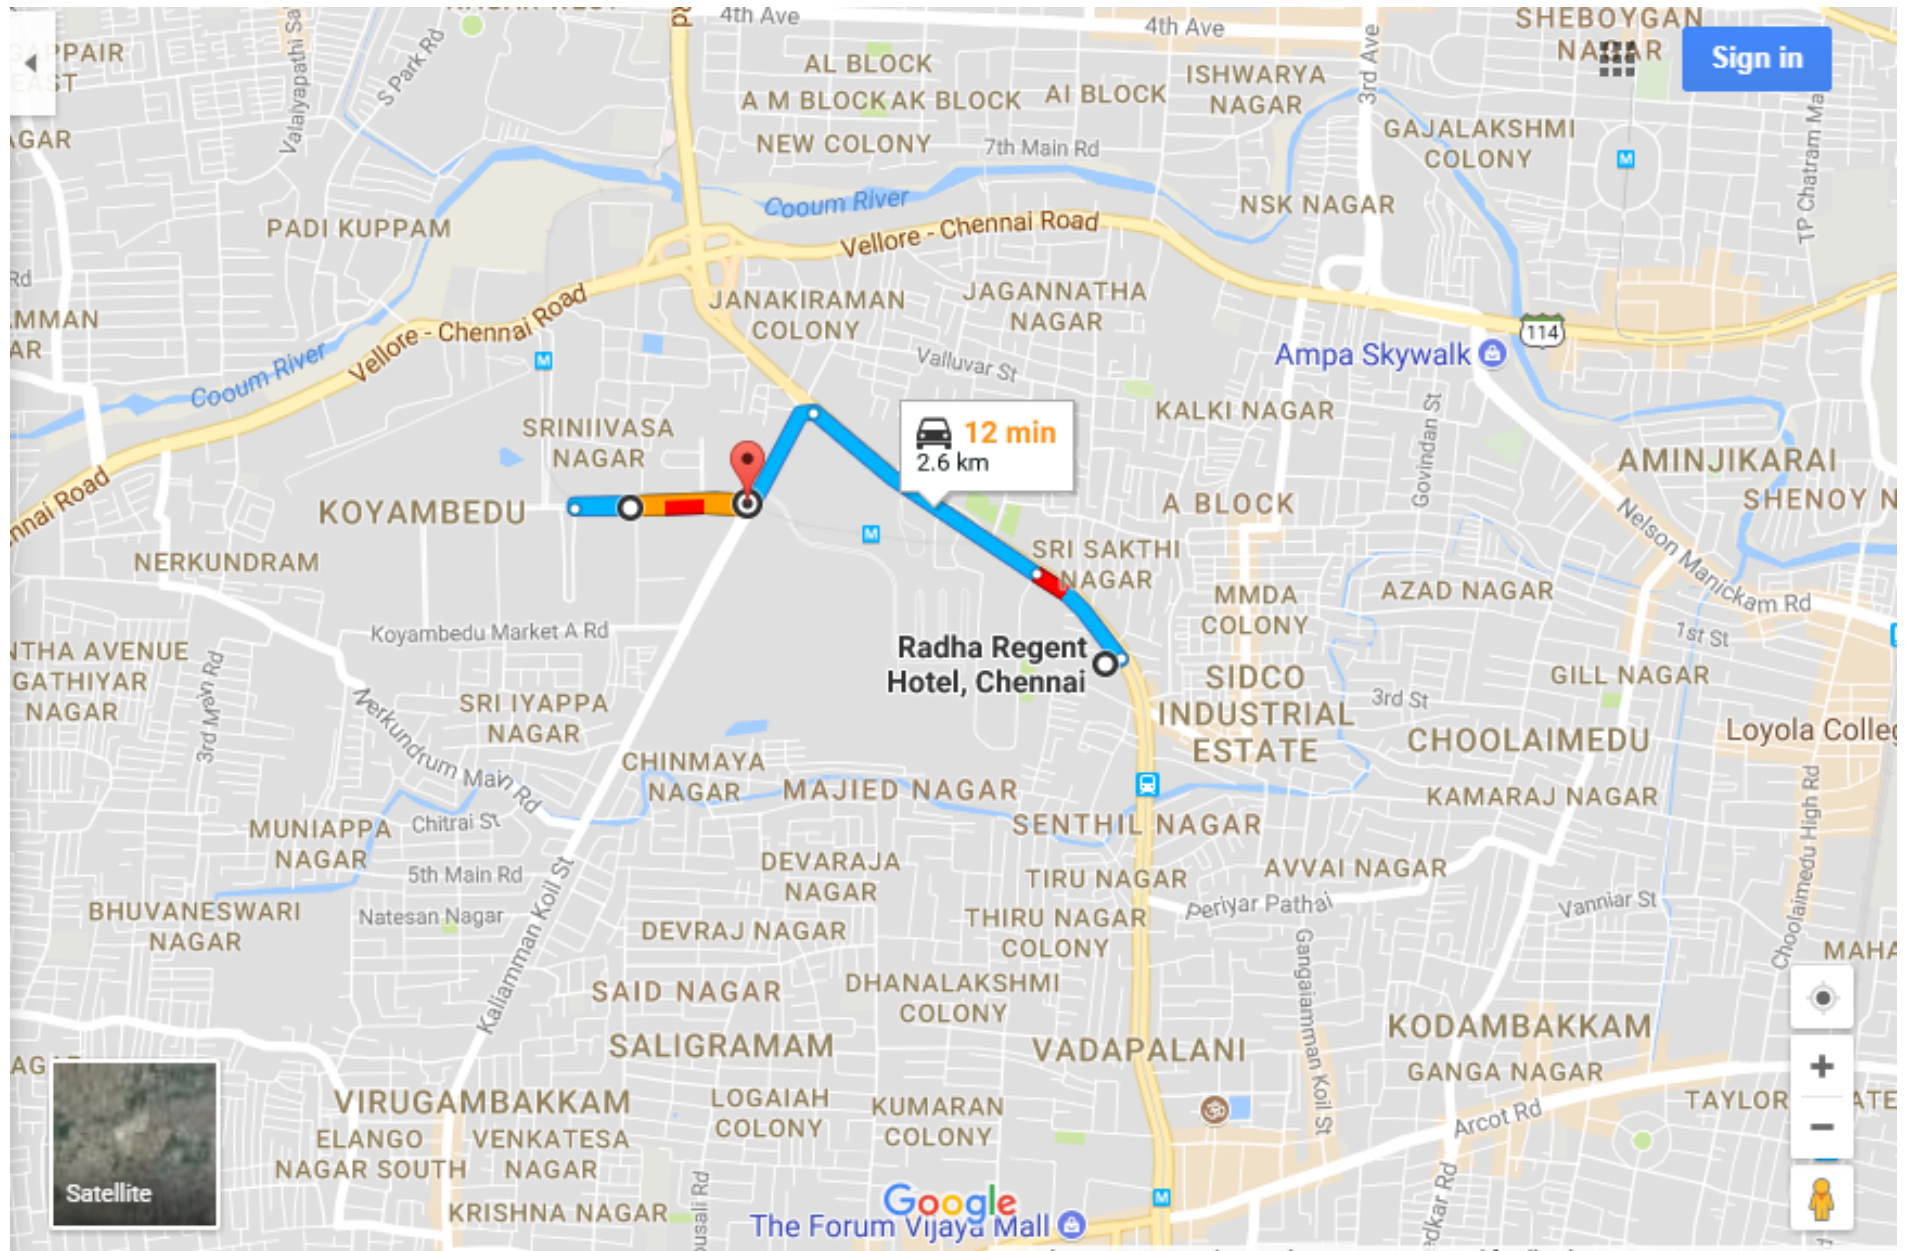 4th Ave
4th Ave
SHEBOYGAN
NAGAR
Sign in
S Park Rd
3rd Ave
AL BLOCK
A M BLOCK
AK BLOCK
AI BLOCK
ISHWARYA
NAGAR
NEW COLONY
7th Main Rd
GAJALAKSHMI
COLONY
M
PADI KUPPAM
Cooum River
Vellore - Chennai Road
NSK NAGAR
JANAKIRAMAN
COLONY
JAGANNATHA
NAGAR
Vellore - Chennai Road
Cooum River
114
Valluvar St
Ampa Skywalk
M
SRINIIVASA
NAGAR
12 min
2.6 km
KALKI NAGAR
Govindan St
AMINJIKARAI
SHENOY N
KOYAMBEDU
A BLOCK
nnai Road
M
NERKUNDRAM
SRI SAKTHI
NAGAR
MMDA
COLONY
AZAD NAGAR
Nelson Manickam Rd
Koyambedu Market A Rd
Radha Regent
Hotel, Chennai
1st St
NTHA AVENUE
GATHIYAR
NAGAR
3rd Main Rd
SIDCO
INDUSTRIAL
ESTATE
GILL NAGAR
3rd St
SRI IYAPPA
NAGAR
Nerkundrum Main Rd
CHOOLAIMEDU
Loyola Colleg
CHINMAYA
NAGAR
MAJIED NAGAR
KAMARAJ NAGAR
MUNIAPPA
NAGAR
Chitrai St
SENTHIL NAGAR
Choolaimedu High Rd
5th Main Rd
DEVARAJA
NAGAR
TIRU NAGAR
AVVAI NAGAR
BHUVANESWARI
NAGAR
Natesan Nagar
Kaliamman Koil St
DEVRAJ NAGAR
THIRU NAGAR
COLONY
Periyar Pathai
Vanniar St
MAHA
SAID NAGAR
DHANALAKSHMI
COLONY
Gangaiamman Koil St
SALIGRAMAM
VADAPALANI
KODAMBAKKAM
GANGA NAGAR
VIRUGAMBAKKAM
LOGAIAH
COLONY
KUMARAN
COLONY
TAYLOR
Arcot Rd
ELANGO
NAGAR SOUTH
VENKATESA
NAGAR
Satellite
KRISHNA NAGAR
Google
The Forum Vijaya Mall
M